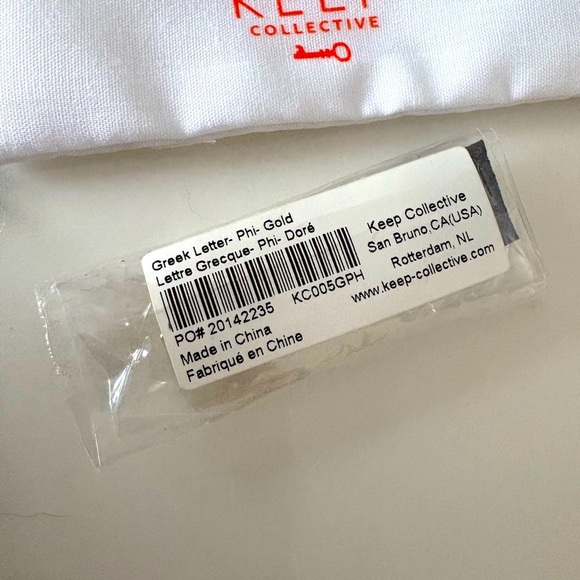 KEEP
COLLECTIVE
Greek Letter- Phi- Gold
Lettre Grecque- Phi- Doré
KC005GPH
PO# 20142235
Made in China
Fabriqué en Chine
Keep Collective
San Bruno,CA(USA)
Rotterdam, NL
www.keep-collective.com